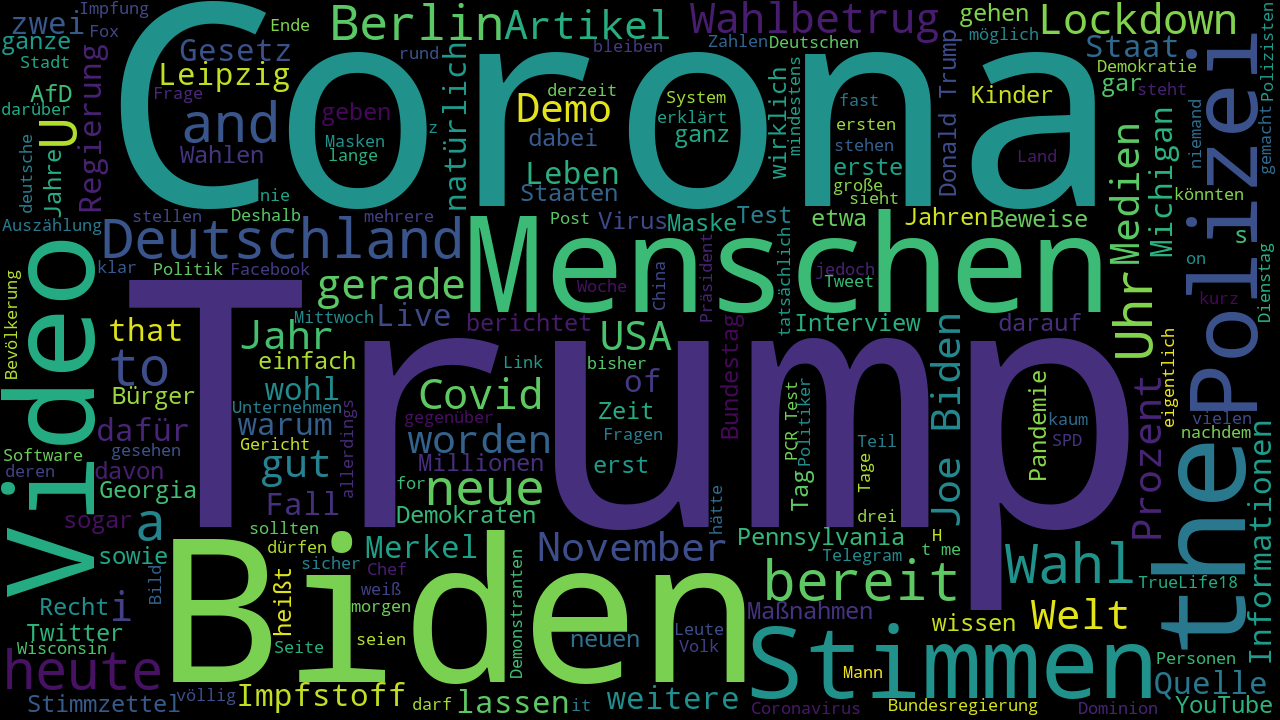 Impfung
zwei
Fox
Ende
Berlin
Artikel
Wahlbetrug
gehen
Lockdown
ganze
Gesetz
rund
bleiben
Zahlen
Deutschen
möglich
Staat
Polizisten
Stadt
Leipzig
Corona
Demokratie
AfD
Frage
derzeit
System
fast
Kinder
gar
steht
darüber
geben
Demo
erklärt
Donald Trump
U
and
Masken
z
dabei
ganz
wirklich
mindestens
ersten
stehen
niemand
gemacht
Regierung
Wahlen
lange
natürlich
Leben
erste
Land
Medien
Michigan
Polizei
deutsche
Jahre
nie
Staaten
große
sieht
könnten
Auszählung
stellen
Deshalb
mehrere
Post
Virus
Maske
Test
etwa
Jahren
Beweise
s
Deutschland
Menschen
klar
Politik
Facebook
gerade
Woche
China
Präsident
tatsächlich
jedoch
Tweet
on
kurz
Dienstag
Video
Bevölkerung
that
Jahr
Mittwoch
Live
berichtet
USA
Interview
darauf
Uhr
to
einfach
Trump
Link
bisher
Bundestag
Joe Biden
eigentlich
Bürger
wohl
Covid
of
Zeit
PCR Test
Politiker
Pandemie
kaum
vielen
dafür
Unternehmen
warum
gegenüber
Fragen
Teil
SPD
nachdem
Prozent
the
Informationen
Software
gesehen
Gericht
allerdings
worden
deren
davon
gut
Millionen
erst
Tag
Tage
Georgia
Fall
for
neue
sogar
a
sollten
Demokraten
hätte
drei
sowie
dürfen
Merkel
November
Pennsylvania
H
Biden
sicher
Chef
Telegram
t me
Wahl
Bild
heißt
weiß
bereit
TrueLife18
Recht
i
morgen
Demonstranten
Maßnahmen
wissen
Welt
Twitter
seien
neuen
Leute
Stimmen
Wisconsin
Seite
Volk
Personen
heute
Mann
Quelle
Stimmzettel
völlig
Impfstoff
darf
lassen
it
weitere
Coronavirus
Bundesregierung
Dominion
YouTube